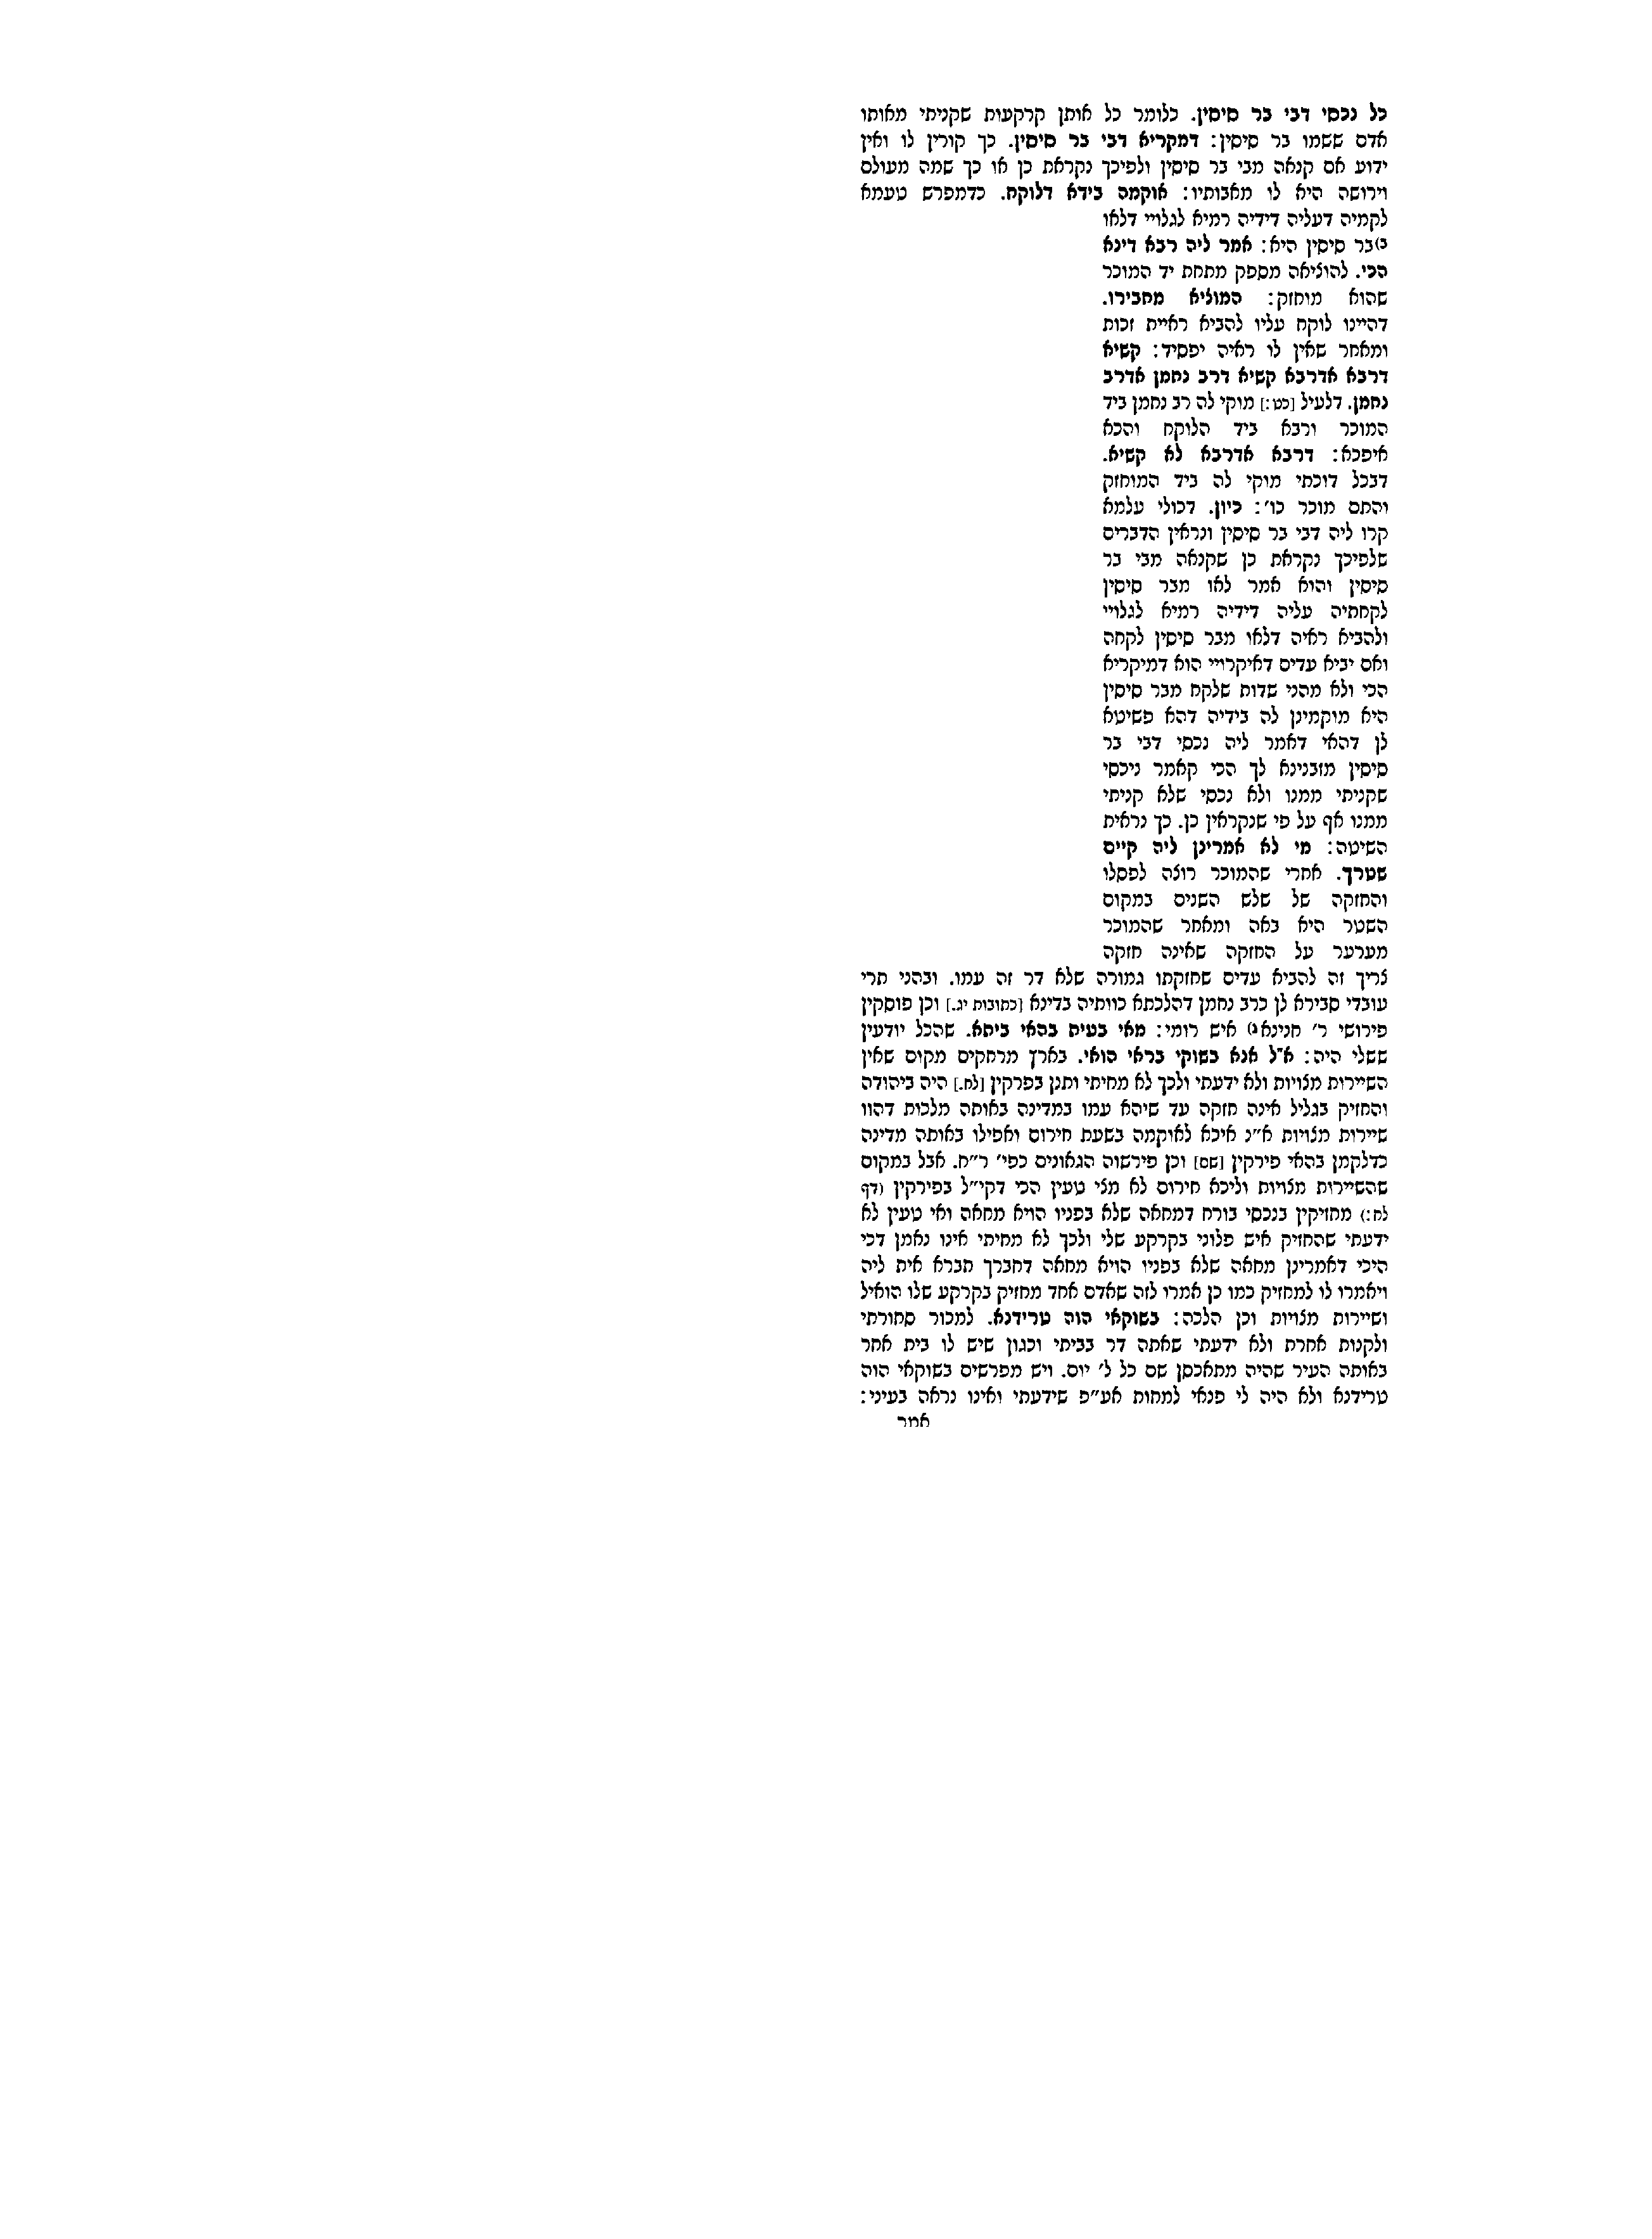 כל נכסי דבי בר סיסין. כלומר כל אותן קרקעות שקניתי מאותו
אדם ששמו בר סיסין: דמקריא דבי בר סיסין. כך קורין לו ואין
ידוע אם קנאה מבי בר סיסין ולפיכך נקראת כן או כך שמה מעולם
וירושה היא לו מאבותיו: אוקמה בידא דלוקח. כדמפרש טעמא
לקמיה דעליה דידיה רמיא לגלויי דלאו
כ)בר סיסין היא: אמר ליה רבא דינא
הכי. להוציאה מספק מתחת יד המוכר
שהוא מוחזק: המוציא מחבירו.
דהיינו לוקח עליו להביא ראיית זכות
ומאחר שאין לו ראיה יפסיד: קשיא
דרבא אדרבא קשיא דרב נחמן אדרב
נחמן. דלעיל [כט:] מוקי לה רב נחמן ביד
המוכר ורבא ביד הלוקח והכא
איפכא: דרבא אדרבא לא קשיא.
דבכל דוכתי מוקי לה ביד המוחזק
והתם מוכר כו׳: כיון. דכולי עלמא
קרו ליה דבי בר סיסין ונראין הדברים
שלפיכך נקראת כן שקנאה מבי בר
סיסין והוא אמר לאו מבר סיסין
לקחתיה עליה דידיה רמיא לגלויי
ולהביא ראיה דלאו מבר סיסין לקחה
ואם יביא עדים דאיקרויי הוא דמיקריא
הכי ולא מהני שדות שלקח מבר סיסין
היא מוקמינן לה בידיה דהא פשיטא
לן דהאי דאמר ליה נכסי דבי בר
סיסין מזבנינא לך הכי קאמר ניכסי
שקניתי ממנו ולא נכסי שלא קניתי
ממנו אף על פי שנקראין כן. כך נראית
השיטה: מי לא אמרינן ליה קיים
שטרך. אחרי שהמוכר רוצה לפסלו
והחזקה של שלש השנים במקום
השטר היא באה ומאחר שהמוכר
מערער על החזקה שאינה חזקה
צריך זה להביא עדים שחזקתו גמורה שלא דר זה עמו. ובהני תרי
עובדי סבירא לן כרב נחמן דהלכתא כוותיה בדינא [כתובות יג.] וכן פוסקין
פירושי ר׳ חנינא ג) איש רומי: מאי בעית בהאי ביתא. שהכל יודעין
ששלי היה: א״ל אנא בשוקי בראי הואי. בארץ מרחקים מקום שאין
השיירות מצויות ולא ידעתי ולכך לא מחיתי ותנן בפרקין [לח.] היה ביהודה
והחזיק בגליל אינה חזקה עד שיהא עמו במדינה באותה מלכות דהוו
שיירות מצויות א״נ איכא לאוקמה בשעת חירום ואפילו באותה מדינה
כדלקמן בהאי פירקין [שם] וכן פירשוה הגאונים כפי׳ ר״ח. אבל במקום
שהשיירות מצויות וליכא חירום לא מצי טעין הכי דקי״ל בפירקין (דף
לח:) מחזיקין בנכסי בורח דמחאה שלא בפניו הויא מחאה ואי טעין לא
ידעתי שהחזיק איש פלוני בקרקע שלי ולכך לא מחיתי אינו נאמן דכי
היכי דאמרינן מחאה שלא בפניו הויא מחאה דחברך חברא אית ליה
ויאמרו לו למחזיק כמו כן אמרו לזה שאדם אחד מחזיק בקרקע שלו הואיל
ושיירות מצויות וכן הלכה: בשוקאי הוה טרידנא. למכור סחורתי
ולקנות אחרת ולא ידעתי שאתה דר בביתי וכגון שיש לו בית אחר
באותה העיר שהיה מתאכסן שם כל ל׳ יום. ויש מפרשים בשוקאי הוה
טרידנא ולא היה לי פנאי למחות אע״פ שידעתי ואינו נראה בעיני:
אמר